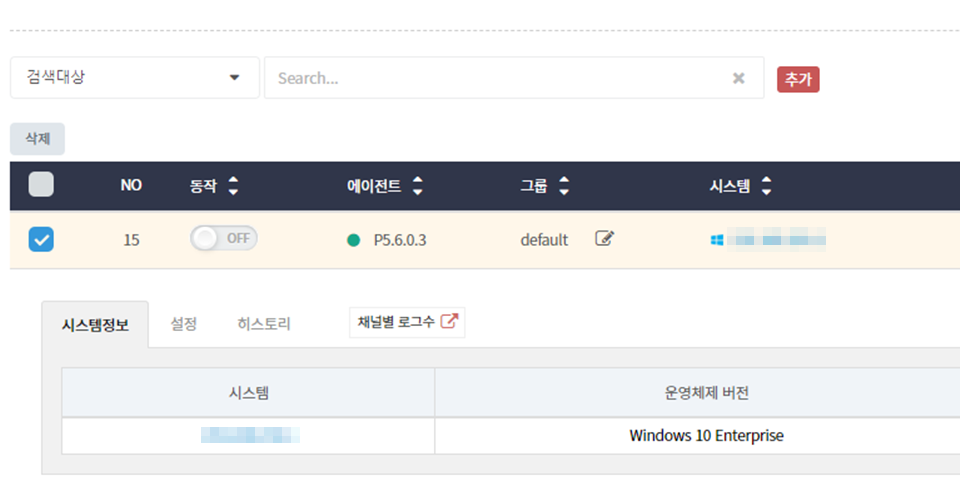 검색대상 Search... 추가
삭제
NO 동작 에이전트 그룹 시스템
15 OFF P5.6.0.3 default
시스템정보 설정 히스토리 채널별 로그수
시스템 운영체제 버전
Windows 10 Enterprise